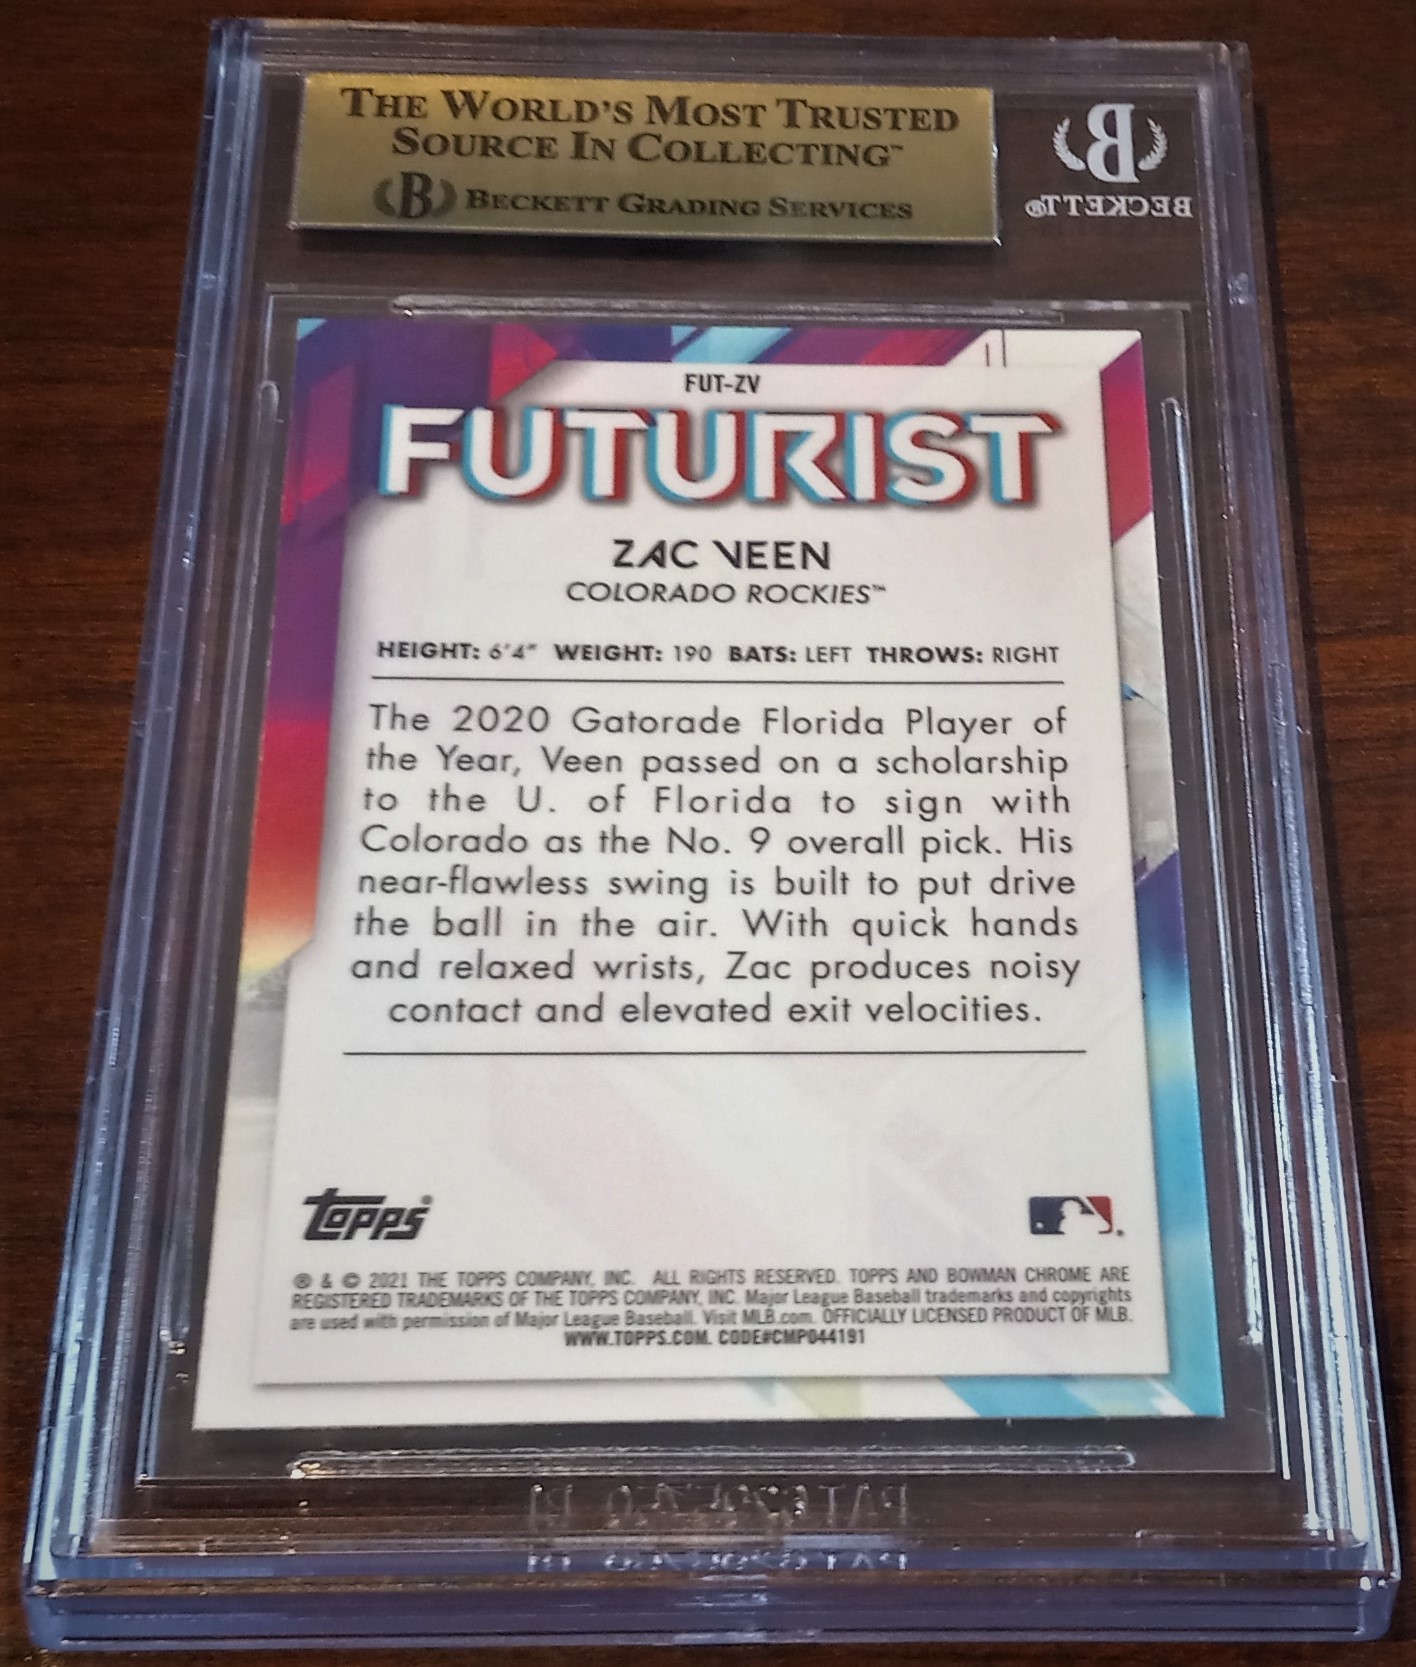 THE WORLD'S MOST TRUSTED
SOURCE IN COLLECTING™
B BECKETT GRADING SERVICES
B
BECKETT®
FUT-ZV
FUTURIST
ZAC VEEN
COLORADO ROCKIES™
HEIGHT: 6'4" WEIGHT: 190 BATS: LEFT THROWS: RIGHT
The 2020 Gatorade Florida Player of
the Year, Veen passed on a scholarship
to the U. of Florida to sign with
Colorado as the No. 9 overall pick. His
near-flawless swing is built to put drive
the ball in the air. With quick hands
and relaxed wrists, Zac produces noisy
contact and elevated exit velocities.
topps®
® & © 2021 THE TOPPS COMPANY, INC. ALL RIGHTS RESERVED. TOPPS AND BOWMAN CHROME ARE
REGISTERED TRADEMARKS OF THE TOPPS COMPANY, INC. Major League Baseball trademarks and copyrights
are used with permission of Major League Baseball. Visit MLB.com. OFFICIALLY LICENSED PRODUCT OF MLB.
WWW.TOPPS.COM. CODE#CMP044191